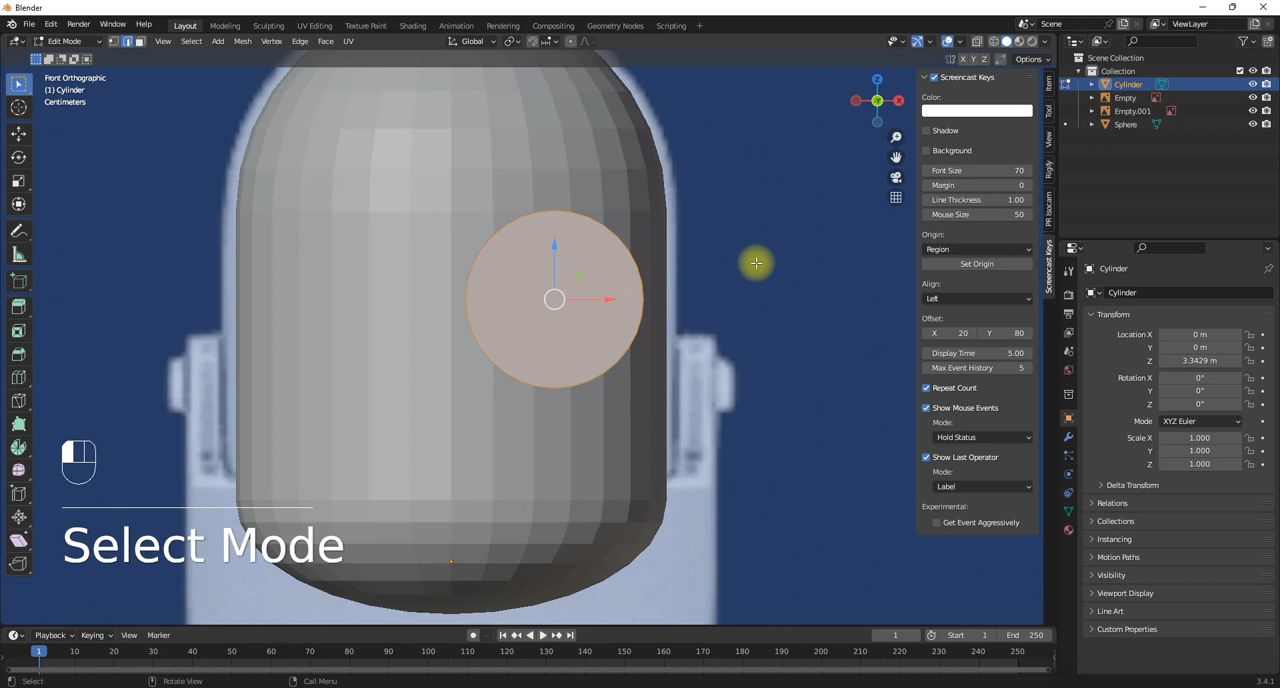 Blender
File Edit Render Window Help
Layout Modeling Sculpting UV Editing Texture Paint Shading Animation Rendering Compositing Geometry Nodes Scripting +
Scene
ViewLayer
Edit Mode
View Select Add Mesh Vertex Edge Face UV
Global
X Y Z
Options
Front Orthographic
(1) Cylinder
Centimeters
Z
-Y
X
Screencast Keys
Color:
Shadow
Background
Font Size 70
Margin 0
Line Thickness 1.00
Mouse Size 50
Origin:
Region
Set Origin
Align:
Left
Offset:
X 20 Y 80
Display Time 5.00
Max Event History 5
Repeat Count
Show Mouse Events
Mode:
Hold Status
Show Last Operator
Mode:
Label
Experimental:
Get Event Aggressively
Item
Tool
View
Rigify
PR Isocam
Screencast Keys
Scene Collection
Collection
Cylinder
Empty
Empty.001
Sphere
Cylinder
Cylinder
Transform
Location X 0 m
Y 0 m
Z 3.3429 m
Rotation X 0°
Y 0°
Z 0°
Mode XYZ Euler
Scale X 1.000
Y 1.000
Z 1.000
Delta Transform
Relations
Collections
Instancing
Motion Paths
Visibility
Viewport Display
Line Art
Custom Properties
Select Mode
Playback Keying View Marker
1
Start 1
End 250
1 10 20 30 40 50 60 70 80 90 100 110 120 130 140 150 160 170 180 190 200 210 220 230 240 250
Select
Rotate View
Call Menu
3.4.1